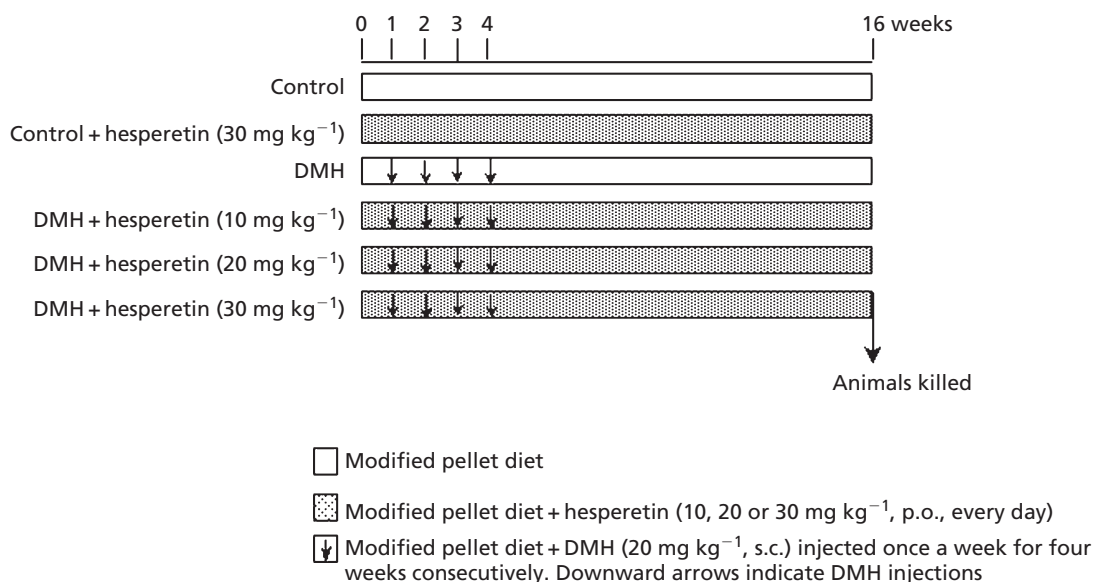 0 1 2 3 4 16 weeks
Control
Control + hesperetin (30 mg kg⁻¹)
DMH
DMH + hesperetin (10 mg kg⁻¹)
DMH + hesperetin (20 mg kg⁻¹)
DMH + hesperetin (30 mg kg⁻¹)
Animals killed
Modified pellet diet
Modified pellet diet + hesperetin (10, 20 or 30 mg kg⁻¹, p.o., every day)
Modified pellet diet + DMH (20 mg kg⁻¹, s.c.) injected once a week for four
weeks consecutively. Downward arrows indicate DMH injections